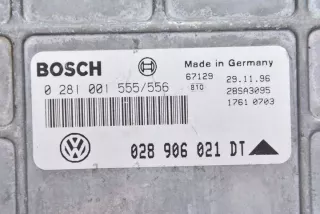 BOSCH
Made in Germany
0 281 001 555/556
67129 29.11.96
810 28SA3095
1761 0703
028 906 021 DT